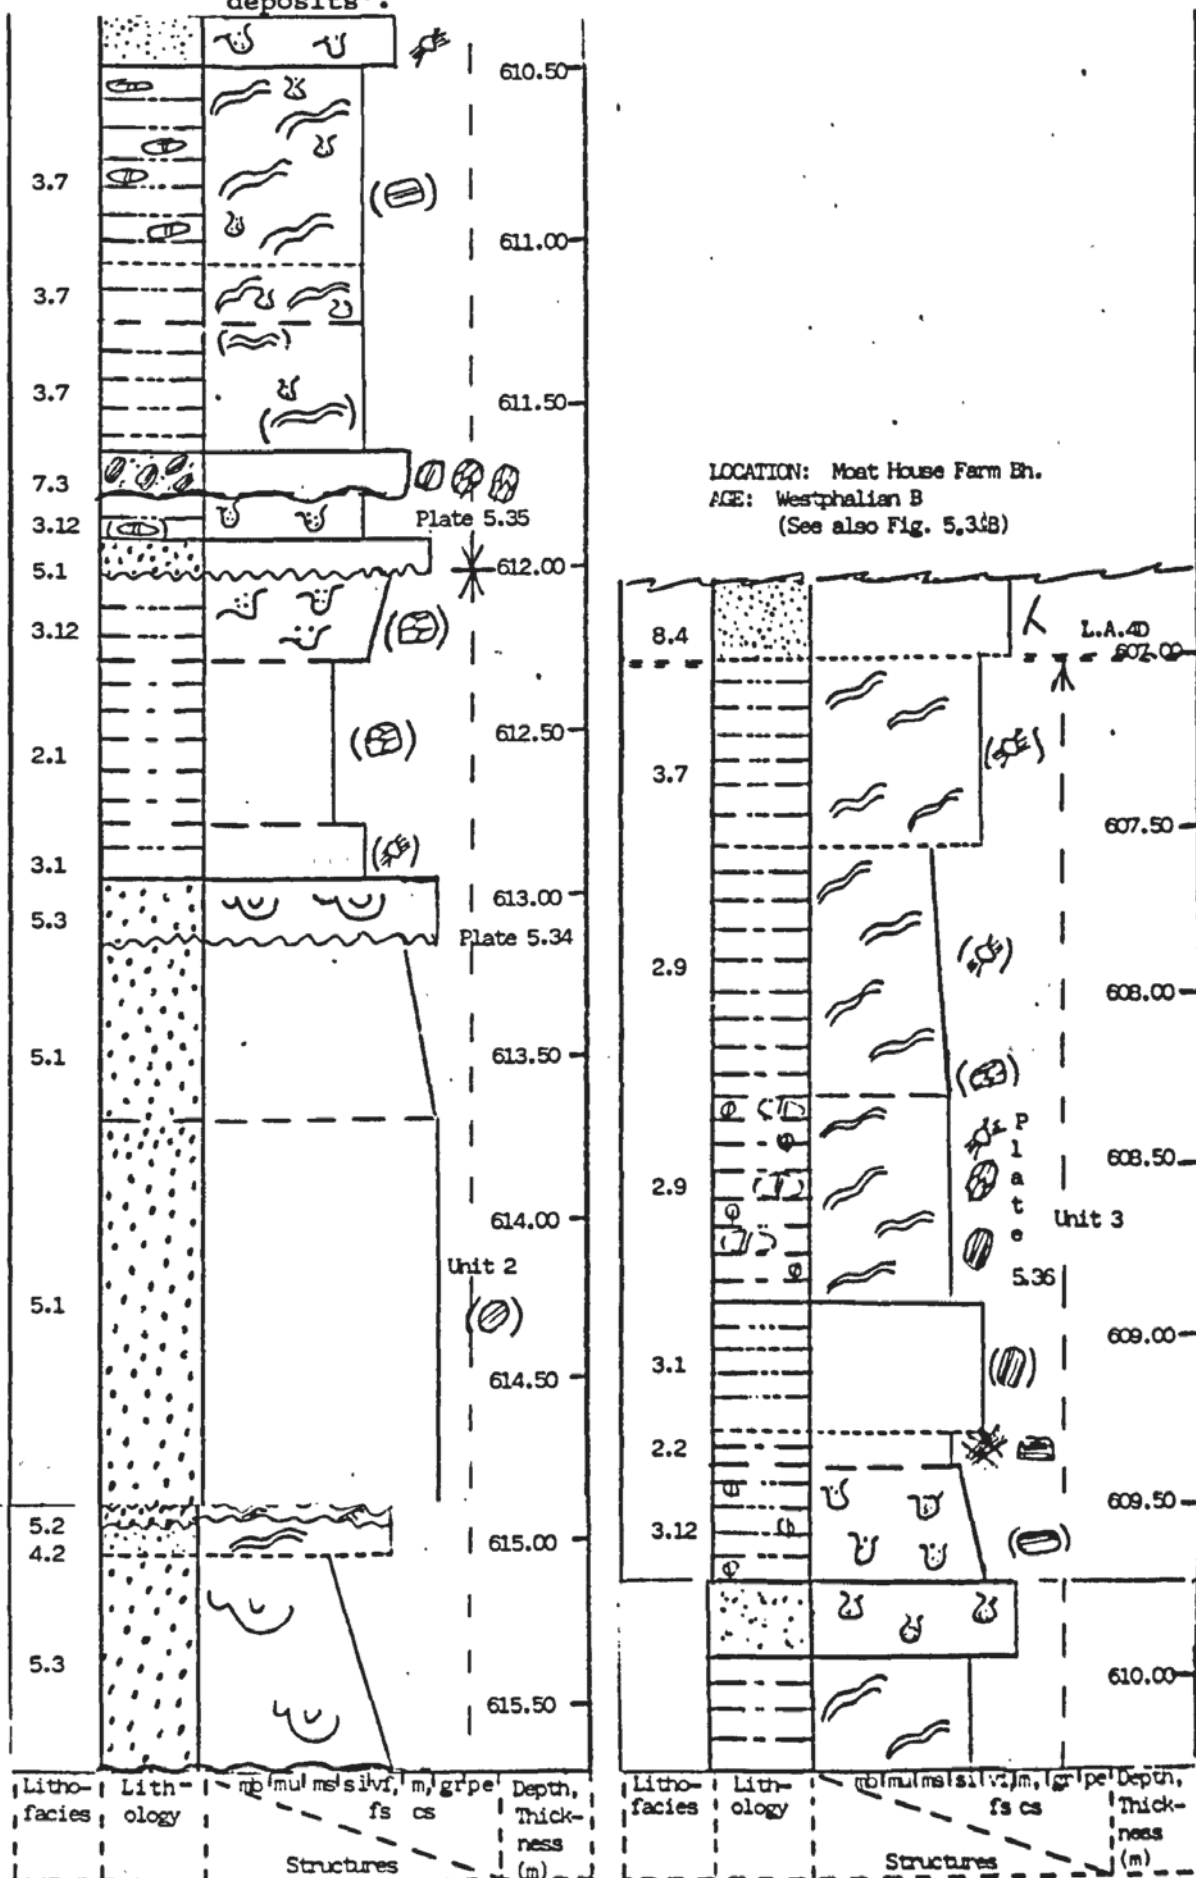 deposits".
610.50
3.7
611.00
3.7
3.7
611.50
7.3
Plate 5.35
3.12
5.1
612.00
3.12
612.50
2.1
3.1
613.00
5.3
Plate 5.34
5.1
613.50
614.00
Unit 2
5.1
614.50
5.2
4.2
615.00
5.3
615.50
Litho-
facies
Lith-
ology
mb mu ms si vf, m, gr pe
fs cs
Structures
Depth,
Thick-
ness
(m)
LOCATION: Moat House Farm Bh.
AGE: Westphalian B
8.4
L.A.4D
607.00
3.7
607.50
2.9
608.00
2.9
608.50
Plate
5.36
Unit 3
3.1
609.00
2.2
609.50
3.12
610.00
Litho-
facies
Lith-
ology
mb mu ms si vf m, gr pe
fs cs
Structures
Depth,
Thick-
ness
(m)